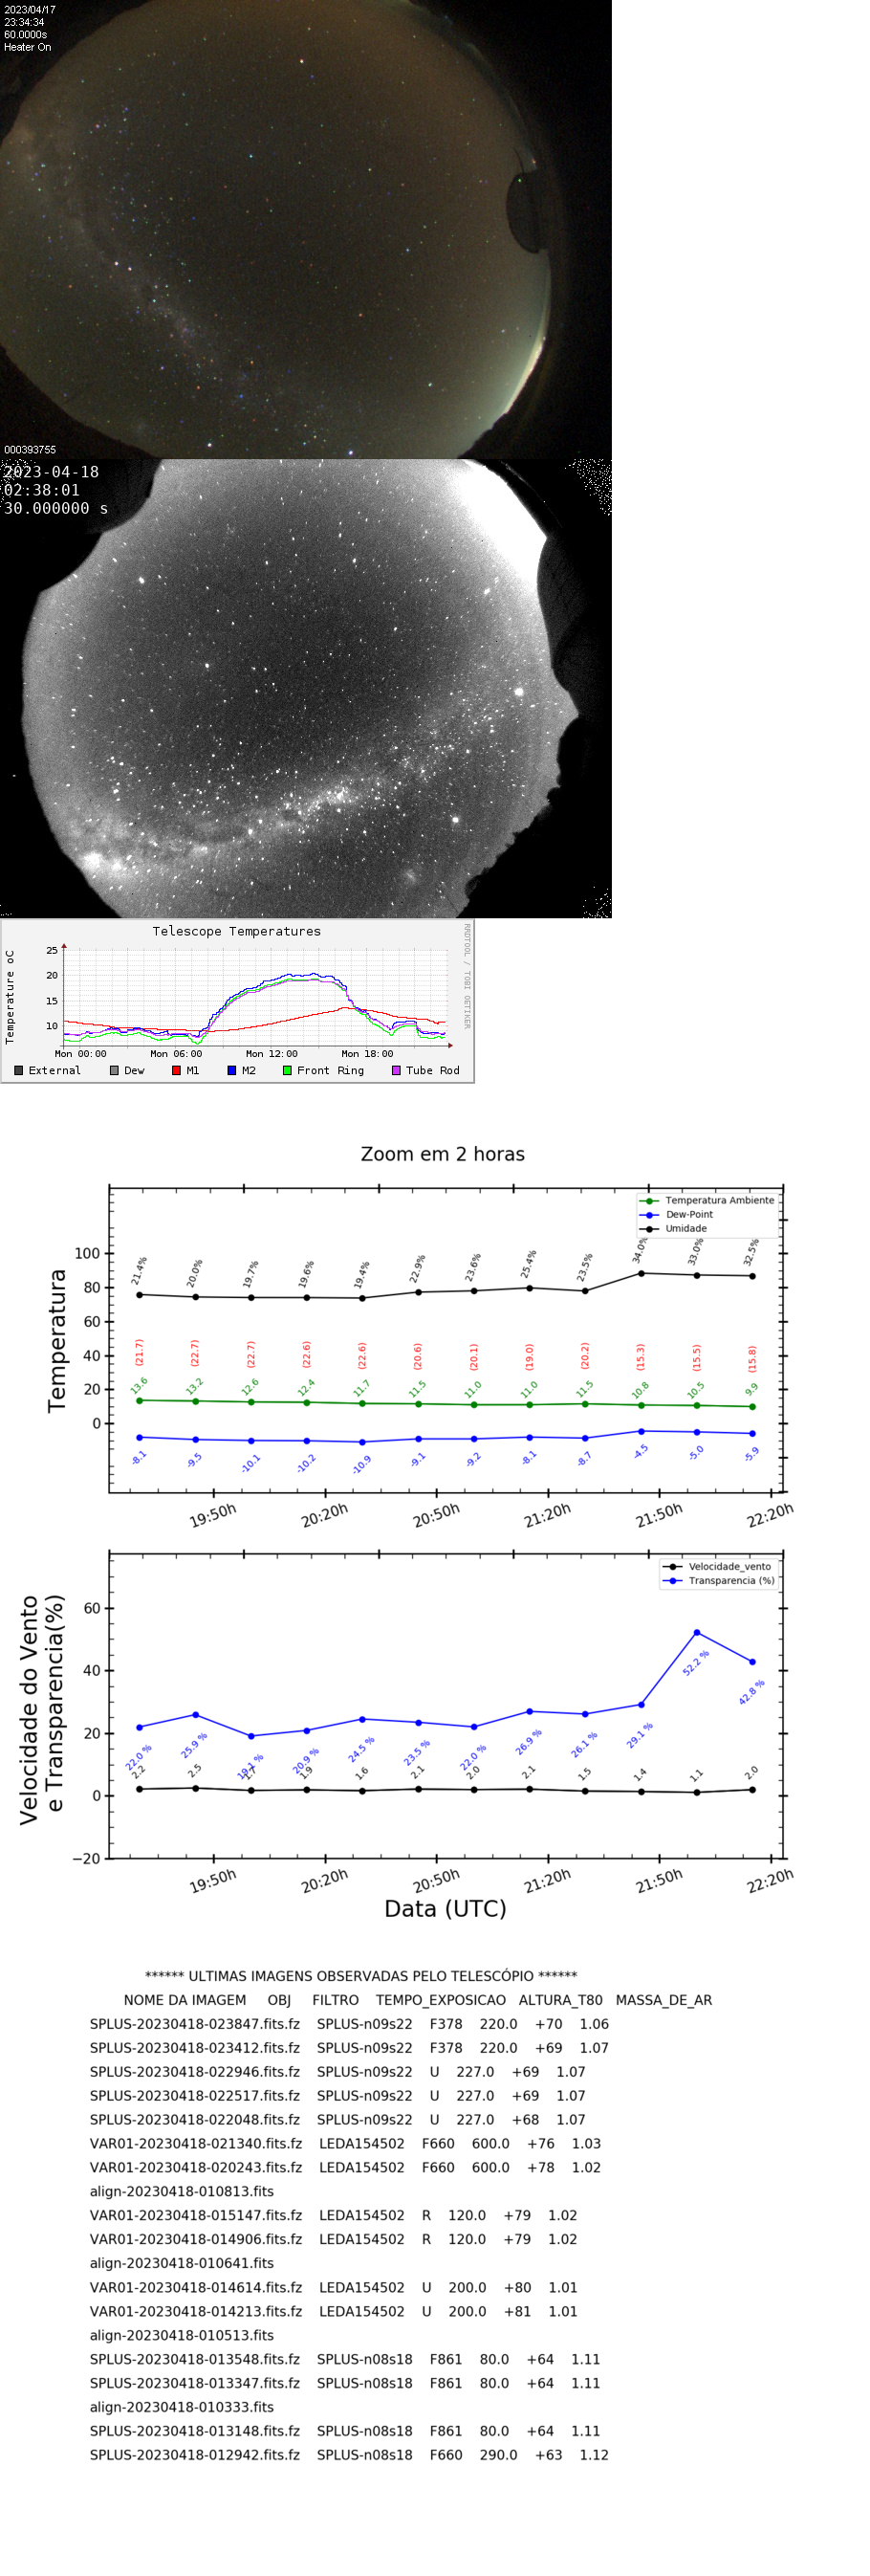 2023/04/17
23:34:34
60.0000s
Heater On
000393755
2023-04-18
02:38:01
30.000000 s
Telescope Temperatures
RRDTOOL / TOBI OETIKER
Temperature oC
25
20
15
10
Mon 00:00 Mon 06:00 Mon 12:00 Mon 18:00
External Dew M1 M2 Front Ring Tube Rod
Zoom em 2 horas
Temperatura Ambiente
Dew-Point
Umidade
Temperatura
100
80
60
40
20
0
21.4% 20.0% 19.7% 19.6% 19.4% 22.9% 23.6% 25.4% 23.5% 34.0% 33.0% 32.5%
(21.7) (22.7) (22.7) (22.6) (22.6) (20.6) (20.1) (19.0) (20.2) (15.3) (15.5) (15.8)
13.6 13.2 12.6 12.4 11.7 11.5 11.0 11.0 11.5 10.8 10.5 9.9
-8.1 -9.5 -10.1 -10.2 -10.9 -9.1 -9.2 -8.1 -8.7 -4.5 -5.0 -5.9
19:50h 20:20h 20:50h 21:20h 21:50h 22:20h
Velocidade_vento
Transparencia (%)
Velocidade do Vento
e Transparencia(%)
60
40
20
0
−20
22.0 % 25.9 % 19.1 % 20.9 % 24.5 % 23.5 % 22.0 % 26.9 % 26.1 % 29.1 % 52.2 % 42.8 %
2.2 2.5 1.7 1.9 1.6 2.1 2.0 2.1 1.5 1.4 1.1 2.0
19:50h 20:20h 20:50h 21:20h 21:50h 22:20h
Data (UTC)
****** ULTIMAS IMAGENS OBSERVADAS PELO TELESCÓPIO ******
NOME DA IMAGEM OBJ FILTRO TEMPO_EXPOSICAO ALTURA_T80 MASSA_DE_AR
SPLUS-20230418-023847.fits.fz SPLUS-n09s22 F378 220.0 +70 1.06
SPLUS-20230418-023412.fits.fz SPLUS-n09s22 F378 220.0 +69 1.07
SPLUS-20230418-022946.fits.fz SPLUS-n09s22 U 227.0 +69 1.07
SPLUS-20230418-022517.fits.fz SPLUS-n09s22 U 227.0 +69 1.07
SPLUS-20230418-022048.fits.fz SPLUS-n09s22 U 227.0 +68 1.07
VAR01-20230418-021340.fits.fz LEDA154502 F660 600.0 +76 1.03
VAR01-20230418-020243.fits.fz LEDA154502 F660 600.0 +78 1.02
align-20230418-010813.fits
VAR01-20230418-015147.fits.fz LEDA154502 R 120.0 +79 1.02
VAR01-20230418-014906.fits.fz LEDA154502 R 120.0 +79 1.02
align-20230418-010641.fits
VAR01-20230418-014614.fits.fz LEDA154502 U 200.0 +80 1.01
VAR01-20230418-014213.fits.fz LEDA154502 U 200.0 +81 1.01
align-20230418-010513.fits
SPLUS-20230418-013548.fits.fz SPLUS-n08s18 F861 80.0 +64 1.11
SPLUS-20230418-013347.fits.fz SPLUS-n08s18 F861 80.0 +64 1.11
align-20230418-010333.fits
SPLUS-20230418-013148.fits.fz SPLUS-n08s18 F861 80.0 +64 1.11
SPLUS-20230418-012942.fits.fz SPLUS-n08s18 F660 290.0 +63 1.12